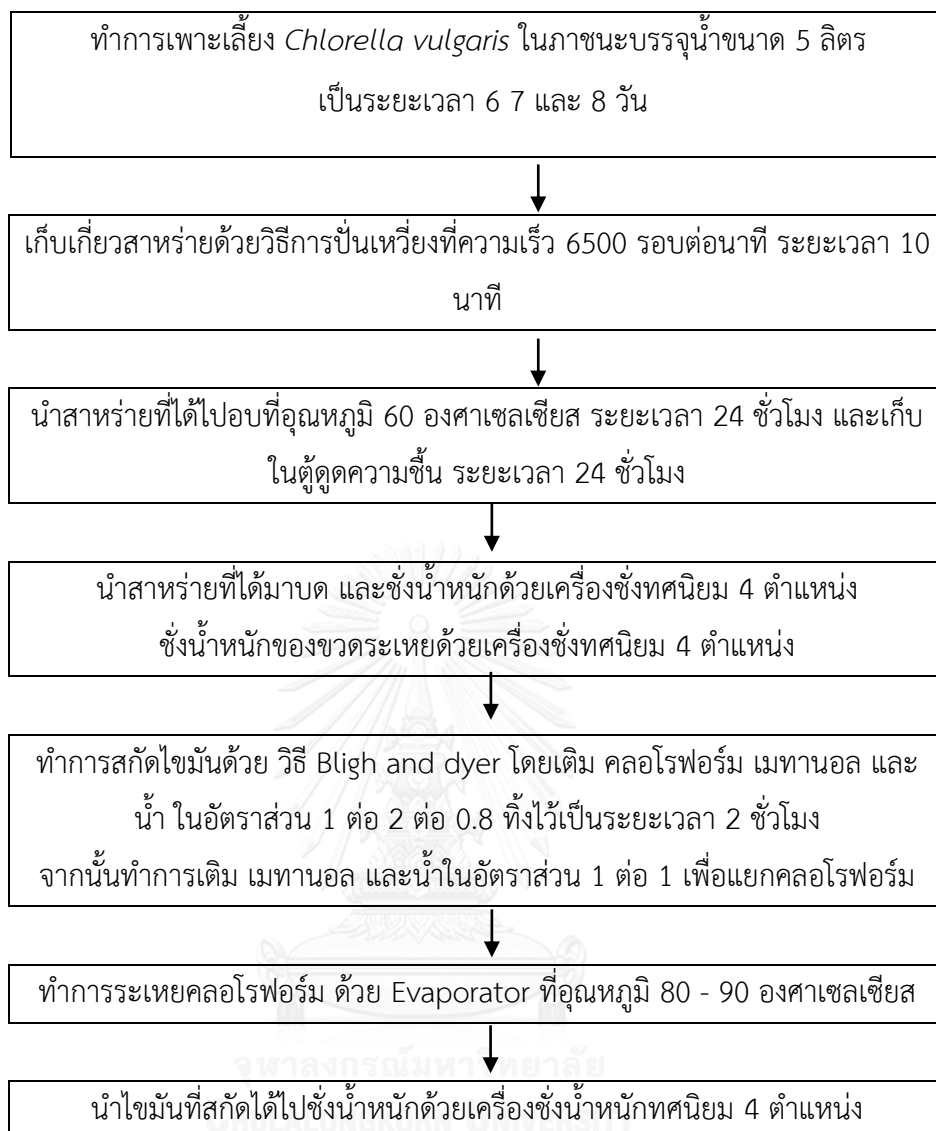 ทำการเพาะเลี้ยง Chlorella vulgaris ในภาชนะบรรจุน้ำขนาด 5 ลิตร
เป็นระยะเวลา 6 7 และ 8 วัน
เก็บเกี่ยวสาหร่ายด้วยวิธีการปั่นเหวี่ยงที่ความเร็ว 6500 รอบต่อนาที ระยะเวลา 10
นาที
นำสาหร่ายที่ได้ไปอบที่อุณหภูมิ 60 องศาเซลเซียส ระยะเวลา 24 ชั่วโมง และเก็บ
ในตู้ดูดความชื้น ระยะเวลา 24 ชั่วโมง
นำสาหร่ายที่ได้มาบด และชั่งน้ำหนักด้วยเครื่องชั่งทศนิยม 4 ตำแหน่ง
ชั่งน้ำหนักของขวดระเหยด้วยเครื่องชั่งทศนิยม 4 ตำแหน่ง
ทำการสกัดไขมันด้วย วิธี Bligh and dyer โดยเติม คลอโรฟอร์ม เมทานอล และ
น้ำ ในอัตราส่วน 1 ต่อ 2 ต่อ 0.8 ทิ้งไว้เป็นระยะเวลา 2 ชั่วโมง
จากนั้นทำการเติม เมทานอล และน้ำในอัตราส่วน 1 ต่อ 1 เพื่อแยกคลอโรฟอร์ม
ทำการระเหยคลอโรฟอร์ม ด้วย Evaporator ที่อุณหภูมิ 80 - 90 องศาเซลเซียส
จุฬาลงกรณ์มหาวิทยาลัย
นำไขมันที่สกัดได้ไปชั่งน้ำหนักด้วยเครื่องชั่งน้ำหนักทศนิยม 4 ตำแหน่ง
CHULALONGKORN UNIVERSITY